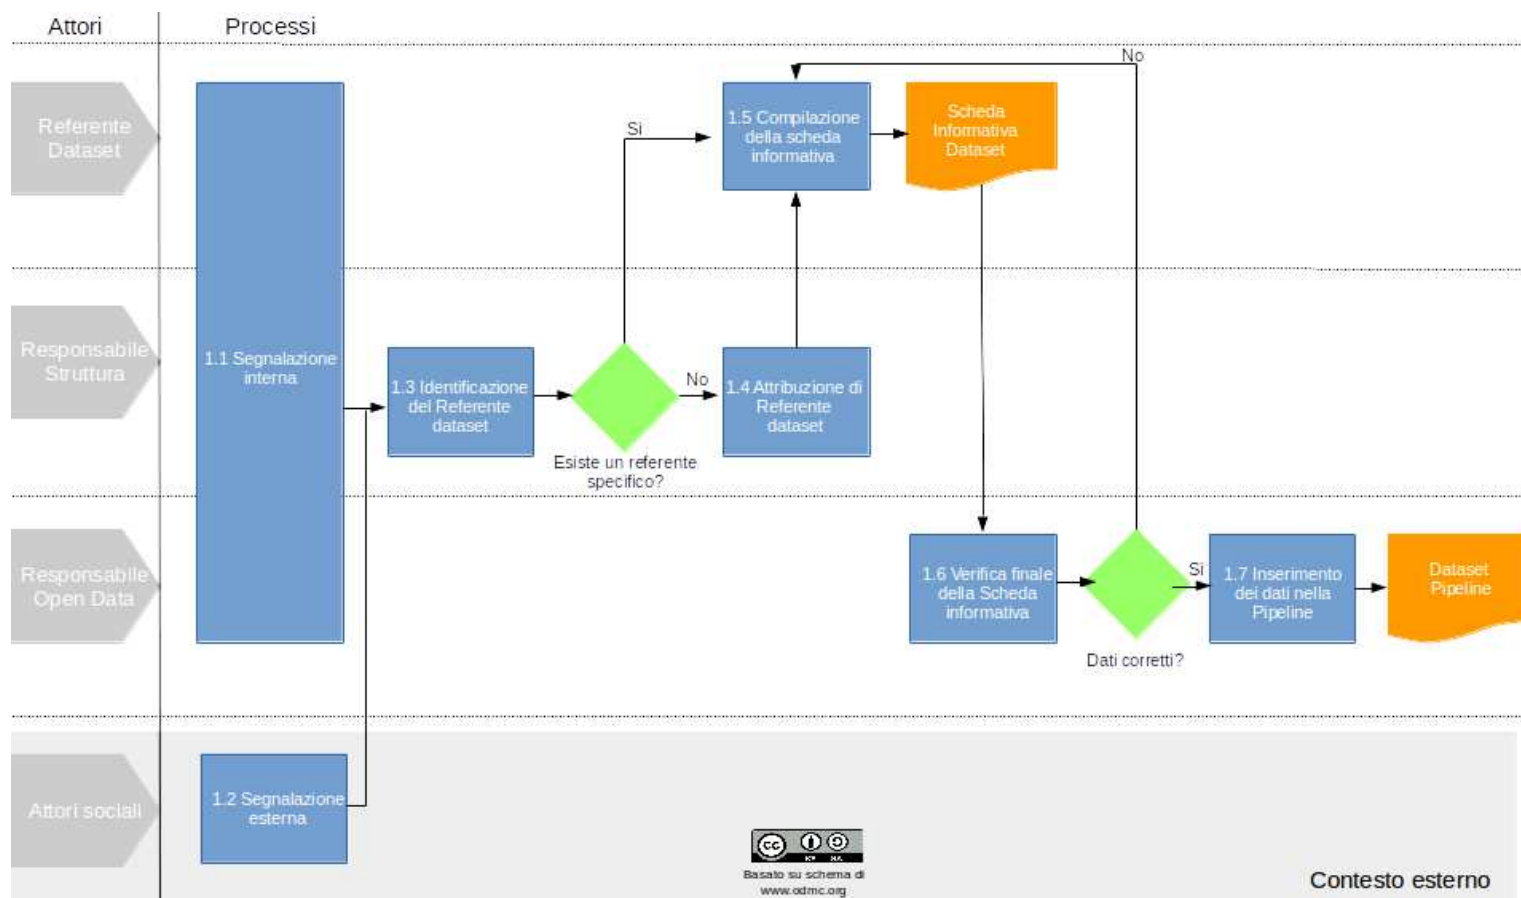 Attori
Processi
No
Referente
Dataset
Si
1.5 Compilazione
della scheda
informativa
Scheda
Informativa
Dataset
Responsabile
Struttura
1.1 Segnalazione
interna
1.3 Identificazione
del Referente
dataset
No
1.4 Attribuzione di
Referente
dataset
Esiste un referente
specifico?
Responsabile
Open Data
1.6 Verifica finale
della Scheda
informativa
Si
1.7 Inserimento
dei dati nella
Pipeline
Dataset
Pipeline
Dati corretti?
Attori sociali
1.2 Segnalazione
esterna
cc
BY SA
Basato su schema di
www.odmc.org
Contesto esterno